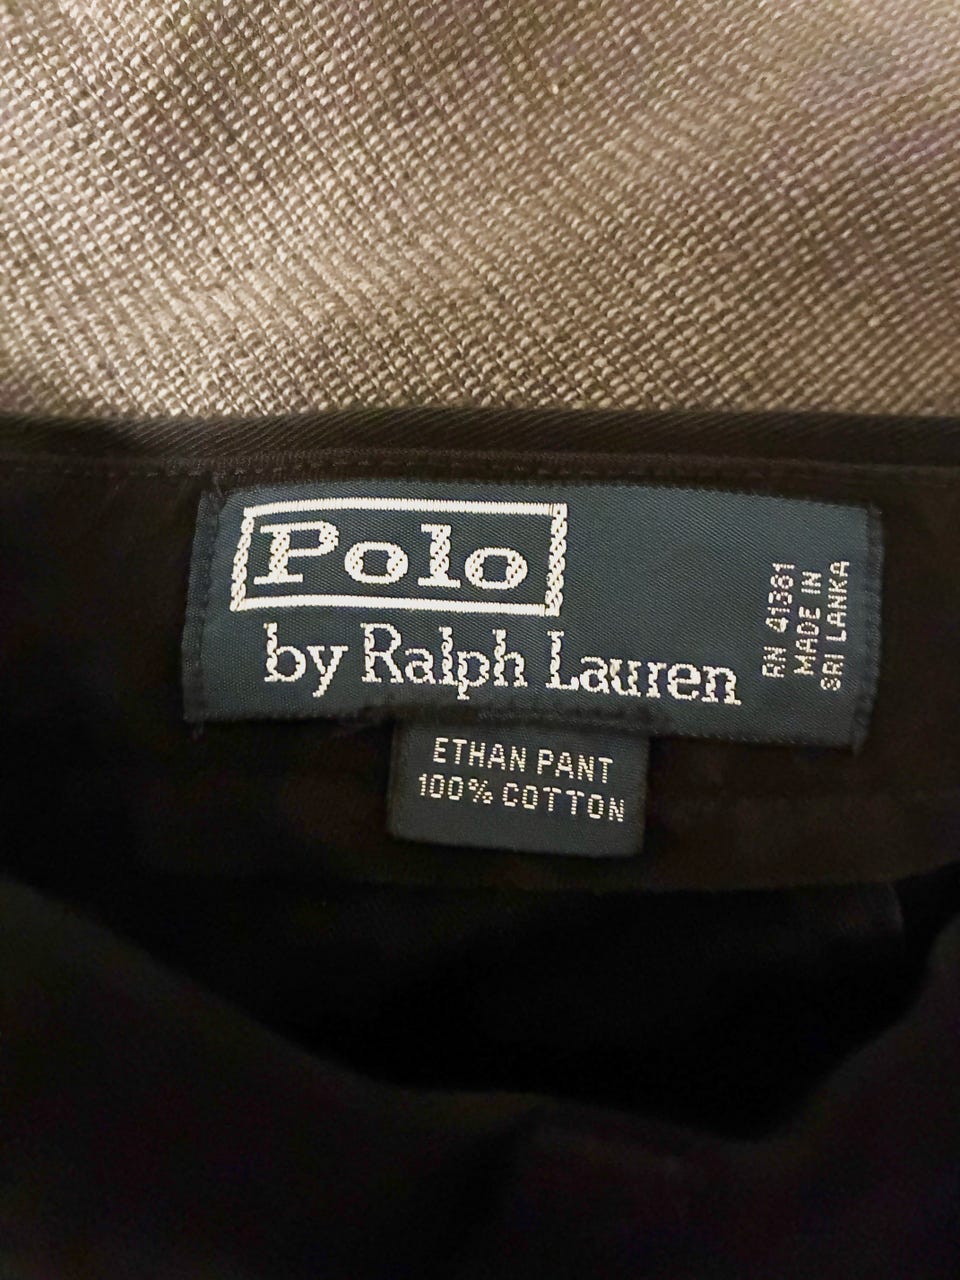 Polo
by Ralph Lauren
RN 41381
MADE IN
SRI LANKA
ETHAN PANT
100% COTTON